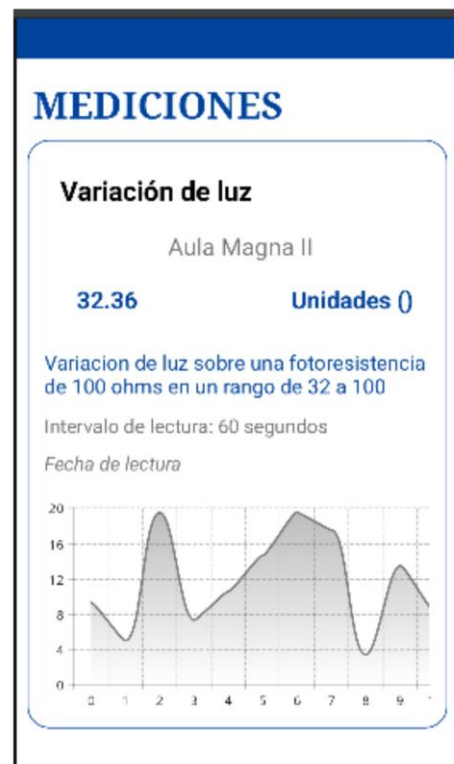 MEDICIONES
Variación de luz
Aula Magna II
32.36 Unidades ()
Variacion de luz sobre una fotoresistencia
de 100 ohms en un rango de 32 a 100
Intervalo de lectura: 60 segundos
Fecha de lectura
20
16
12
8
4
0
0 1 2 3 4 5 6 7 8 9